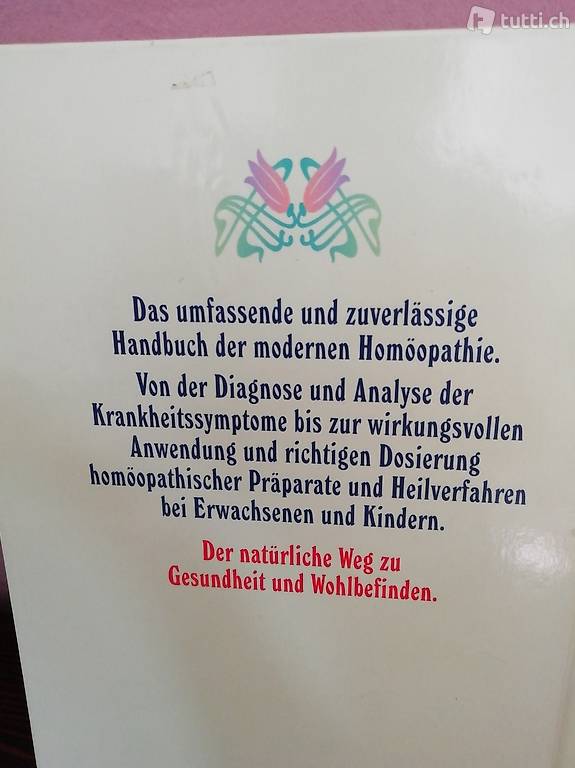 tutti.ch
Das umfassende und zuverlässige
Handbuch der modernen Homöopathie.
Von der Diagnose und Analyse der
Krankheitssymptome bis zur wirkungsvollen
Anwendung und richtigen Dosierung
homöopathischer Präparate und Heilverfahren
bei Erwachsenen und Kindern.
Der natürliche Weg zu
Gesundheit und Wohlbefinden.